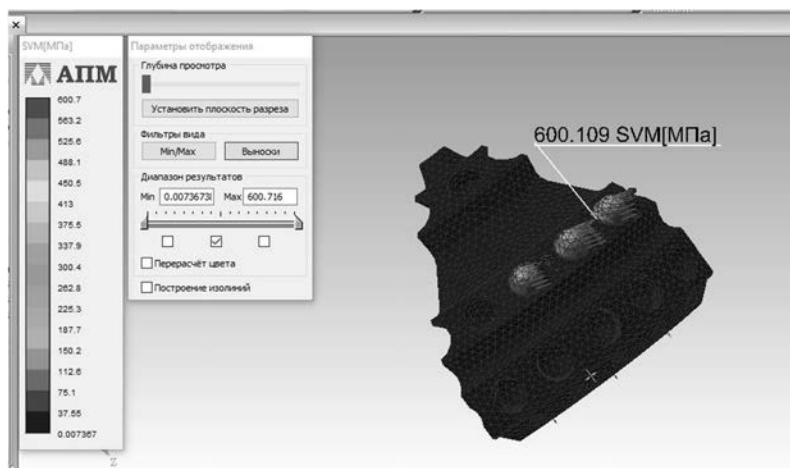 SVM[МПа]
АПМ
600.7
563.2
525.6
488.1
450.5
413
375.5
337.9
300.4
262.8
225.3
187.7
150.2
112.6
75.1
37.55
0.007367
Параметры отображения
Глубина просмотра
Установить плоскость разреза
Фильтры вида
Min/Max
Выноски
Диапазон результатов
Min 0.0073673 Max 600.716
Перерасчёт цвета
Построение изолиний
600.109 SVM[МПа]
Z